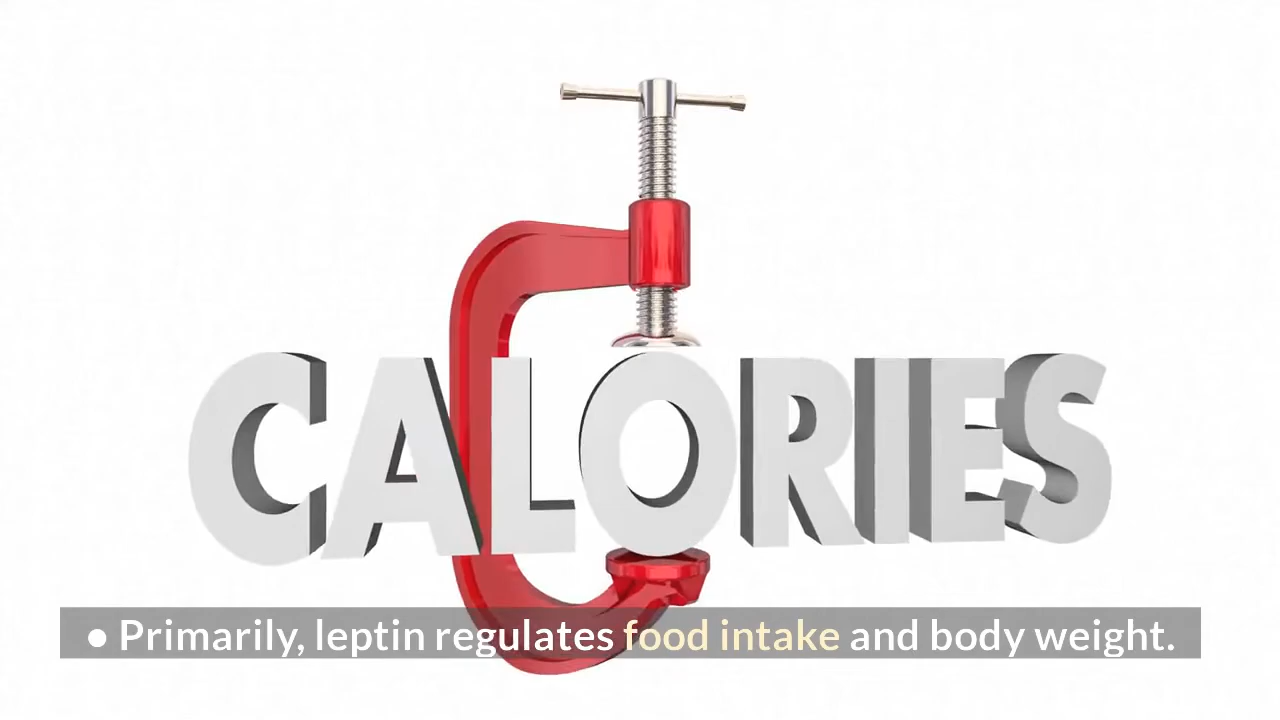 CALORIES
● Primarily, leptin regulates food intake and body weight.